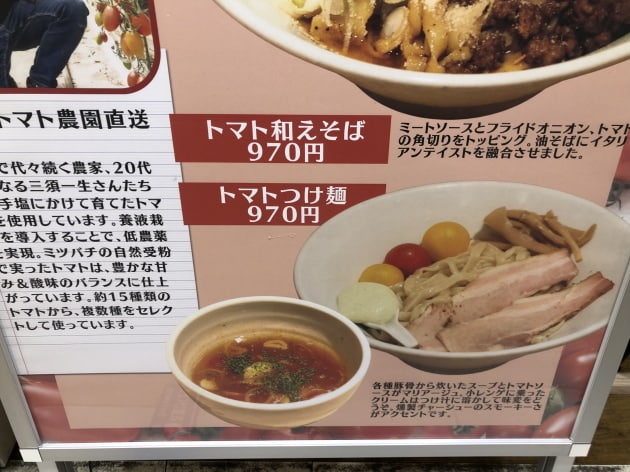 トマト農園直送
で代々続く農家、20代
なる三須一生さんたち
手塩にかけて育てたトマ
を使用しています。養液栽
を導入することで、低農薬
実現。ミツバチの自然受粉
で実ったトマトは、豊かな甘
み&酸味のバランスに仕上
がっています。約15種類の
トマトから、複数種をセレク
トして使っています。
トマト和えそば
970円
ミートソースとフライドオニオン、トマト
の角切りをトッピング。油そばにイタリ
アンテイストを融合させました。
トマトつけ麺
970円
各種豚骨から炊いたスープとトマトソ
ースがマリアージュ。小レンゲに乗った
クリームはつけ汁に溶かして味変をど
うぞ。燻製チャーシューのスモーキーさ
がアクセントです。